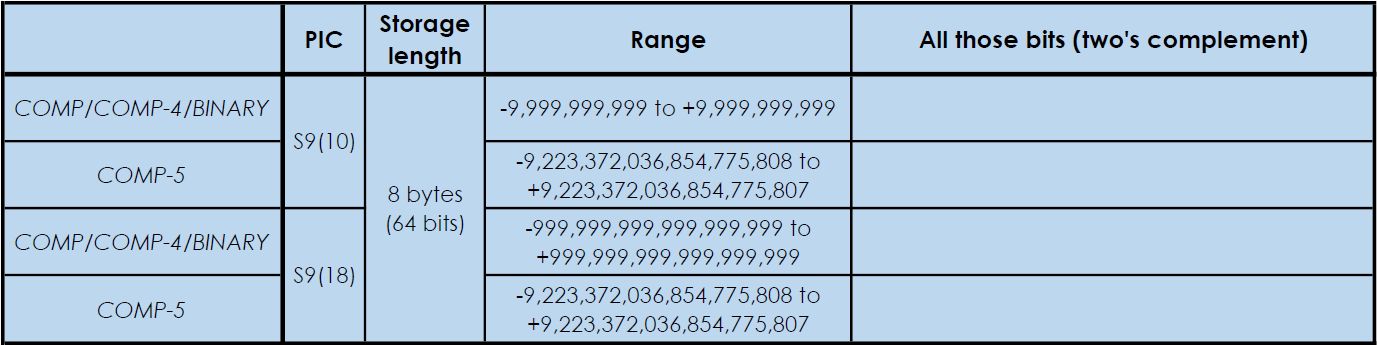 PIC
Storage
length
Range
All those bits (two's complement)
COMP/COMP-4/BINARY
S9(10)
8 bytes
(64 bits)
-9,999,999,999 to +9,999,999,999
COMP-5
-9,223,372,036,854,775,808 to
+9,223,372,036,854,775,807
COMP/COMP-4/BINARY
S9(18)
-999,999,999,999,999,999 to
+999,999,999,999,999,999
COMP-5
-9,223,372,036,854,775,808 to
+9,223,372,036,854,775,807